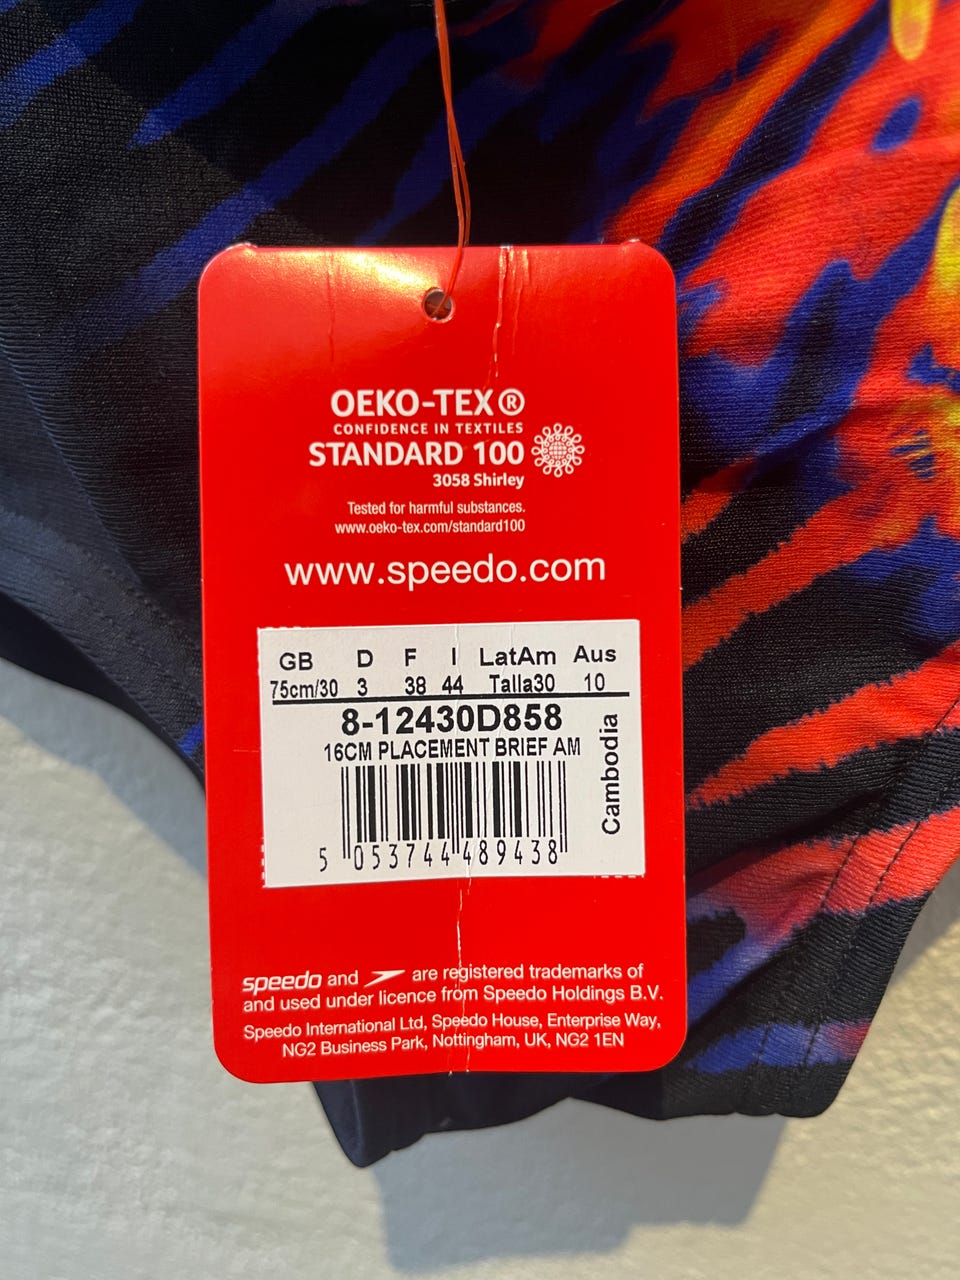 OEKO-TEX®
CONFIDENCE IN TEXTILES
STANDARD 100
3058 Shirley
Tested for harmful substances.
www.oeko-tex.com/standard100
www.speedo.com
GB D F I LatAm Aus
75cm/30 3 38 44 Talla30 10
8-12430D858
16CM PLACEMENT BRIEF AM
Cambodia
5 053744 489438
speedo and are registered trademarks of
and used under licence from Speedo Holdings B.V.
Speedo International Ltd, Speedo House, Enterprise Way,
NG2 Business Park, Nottingham, UK, NG2 1EN